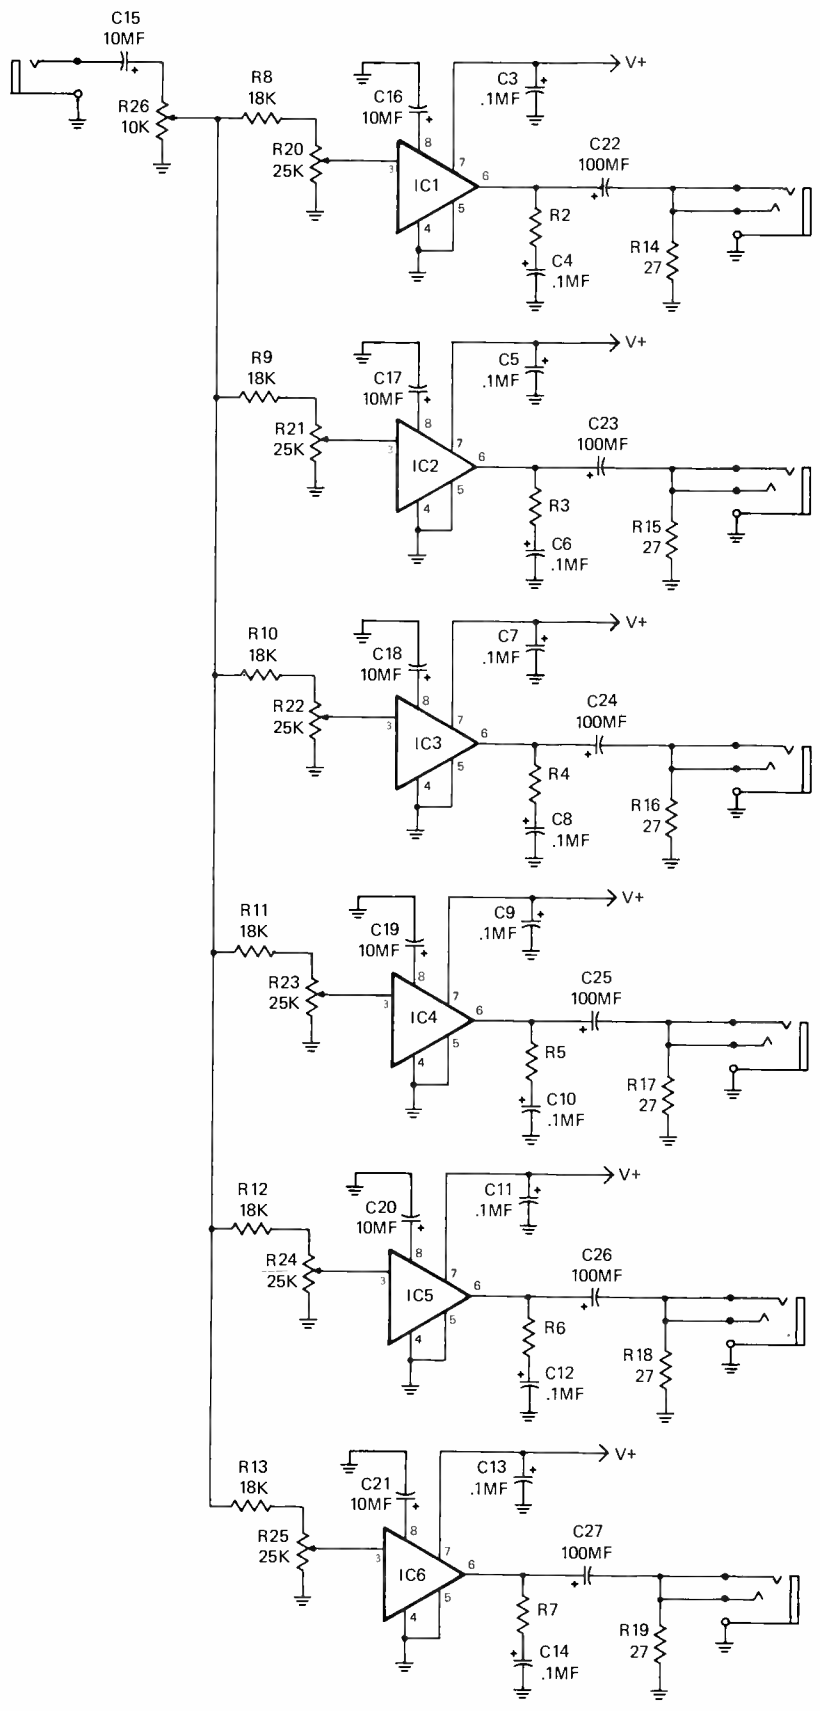 C15
10MF
R26
10K
R8
18K
R20
25K
C16
10MF
8
3
IC1
7
6
5
4
C3
.1MF
V+
C22
100MF
R2
C4
.1MF
R14
27
R9
18K
R21
25K
C17
10MF
8
3
IC2
7
6
5
4
C5
.1MF
V+
C23
100MF
R3
C6
.1MF
R15
27
R10
18K
R22
25K
C18
10MF
8
3
IC3
7
6
5
4
C7
.1MF
V+
C24
100MF
R4
C8
.1MF
R16
27
R11
18K
R23
25K
C19
10MF
8
3
IC4
7
6
5
4
C9
.1MF
V+
C25
100MF
R5
C10
.1MF
R17
27
R12
18K
R24
25K
C20
10MF
8
3
IC5
7
6
5
4
C11
.1MF
V+
C26
100MF
R6
C12
.1MF
R18
27
R13
18K
R25
25K
C21
10MF
8
3
IC6
7
6
5
4
C13
.1MF
V+
C27
100MF
R7
C14
.1MF
R19
27